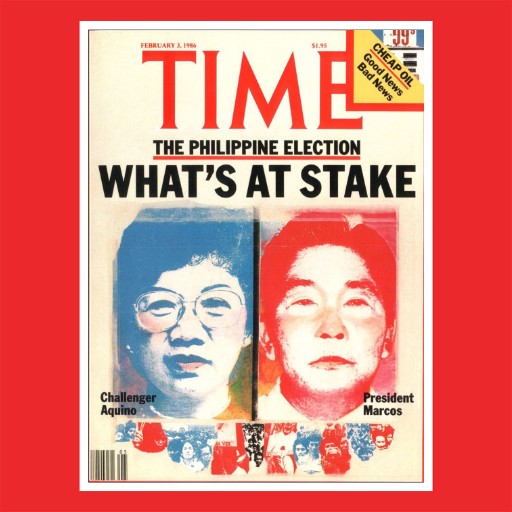 FEBRUARY 3, 1986
$1.95
TIME
99⁹
CHEAP OIL
Good News
Bad News
THE PHILIPPINE ELECTION
WHAT'S AT STAKE
Challenger
Aquino
President
Marcos